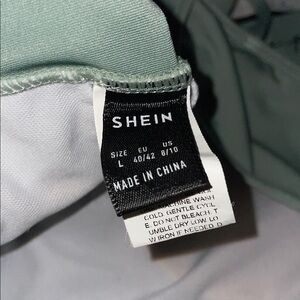 SHEIN
SIZE EU US
L 40/42 8/10
MADE IN CHINA
MACHINE WASH
COLD, GENTLE CYCL
E. DO NOT BLEACH T
UMBLE DRY LOW LO
W IRON IF NEEDED. D